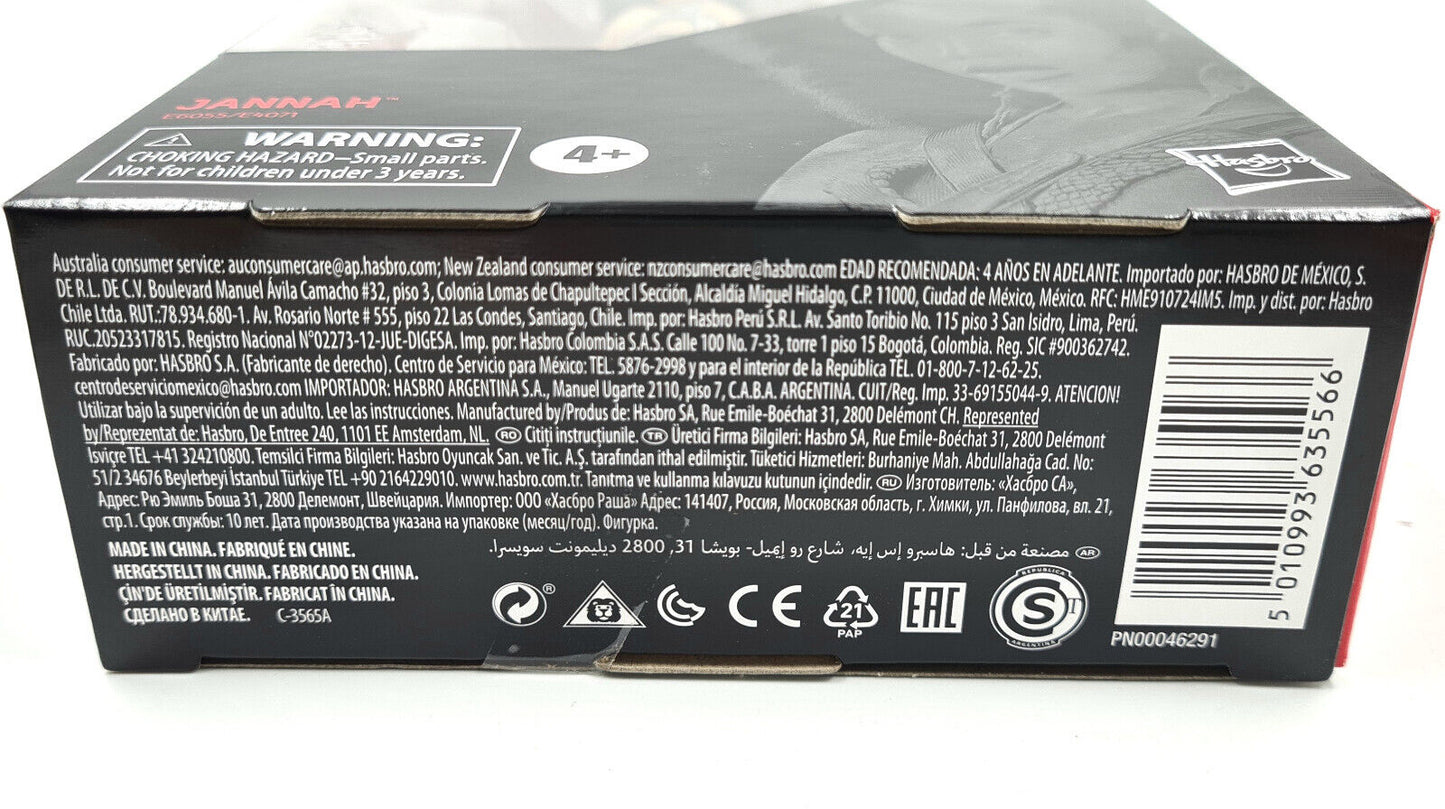 JANNAH™
E6055/E4071
WARNING:
CHOKING HAZARD—Small parts.
Not for children under 3 years.
4+
Hasbro
Australia consumer service: auconsumercare@ap.hasbro.com; New Zealand consumer service: nzconsumercare@hasbro.com EDAD RECOMENDADA: 4 AÑOS EN ADELANTE. Importado por: HASBRO DE MÉXICO, S.
DE R.L. DE C.V. Boulevard Manuel Ávila Camacho #32, piso 3, Colonia Lomas de Chapultepec I Sección, Alcaldía Miguel Hidalgo, C.P. 11000, Ciudad de México, México. RFC: HME910724IM5. Imp. y dist. por: Hasbro
Chile Ltda. RUT.:78.934.680-1. Av. Rosario Norte # 555, piso 22 Las Condes, Santiago, Chile. Imp. por: Hasbro Perú S.R.L. Av. Santo Toribio No. 115 piso 3 San Isidro, Lima, Perú.
RUC.20523317815. Registro Nacional N°02273-12-JUE-DIGESA. Imp. por: Hasbro Colombia S.A.S. Calle 100 No. 7-33, torre 1 piso 15 Bogotá, Colombia. Reg. SIC #900362742.
Fabricado por: HASBRO S.A. (Fabricante de derecho). Centro de Servicio para México: TEL. 5876-2998 y para el interior de la República TEL. 01-800-7-12-62-25.
centrodeserviciomexico@hasbro.com IMPORTADOR: HASBRO ARGENTINA S.A., Manuel Ugarte 2110, piso 7, C.A.B.A. ARGENTINA. CUIT/Reg. Imp. 33-69155044-9. ATENCION!
Utilizar bajo la supervición de un adulto. Lee las instrucciones. Manufactured by/Produs de: Hasbro SA, Rue Emile-Boéchat 31, 2800 Delémont CH. Represented
by/Reprezentat de: Hasbro, De Entree 240, 1101 EE Amsterdam, NL. RO Citiți instrucțiunile. TR Üretici Firma Bilgileri: Hasbro SA, Rue Emile-Boéchat 31, 2800 Delémont
Isviçre TEL +41 324210800. Temsilci Firma Bilgileri: Hasbro Oyuncak San. ve Tic. A.Ş. tarafından ithal edilmiştir. Tüketici Hizmetleri: Burhaniye Mah. Abdullahağa Cad. No:
51/2 34676 Beylerbeyi İstanbul Türkiye TEL +90 2164229010. www.hasbro.com.tr. Tanıtma ve kullanma kılavuzu kutunun içindedir. RU Изготовитель: «Хасбро СА»,
Адрес: Рю Эмиль Боша 31, 2800 Делемонт, Швейцария. Импортер: ООО «Хасбро Раша» Адрес: 141407, Россия, Московская область, г. Химки, ул. Панфилова, вл. 21,
стр.1. Срок службы: 10 лет. Дата производства указана на упаковке (месяц/год). Фигурка.
AR مصنعة من قبل: هاسبرو إس إيه، شارع رو إيميل- بويشا 31, 2800 ديليمونت سويسرا.
MADE IN CHINA. FABRIQUÉ EN CHINE.
HERGESTELLT IN CHINA. FABRICADO EN CHINA.
ÇİN'DE ÜRETİLMİŞTİR. FABRICAT ÎN CHINA.
СДЕЛАНО В КИТАЕ. C-3565A
®
CE
21
PAP
EAC
REPUBLICA
S
ARGENTINA
5 010993 635566
PN00046291